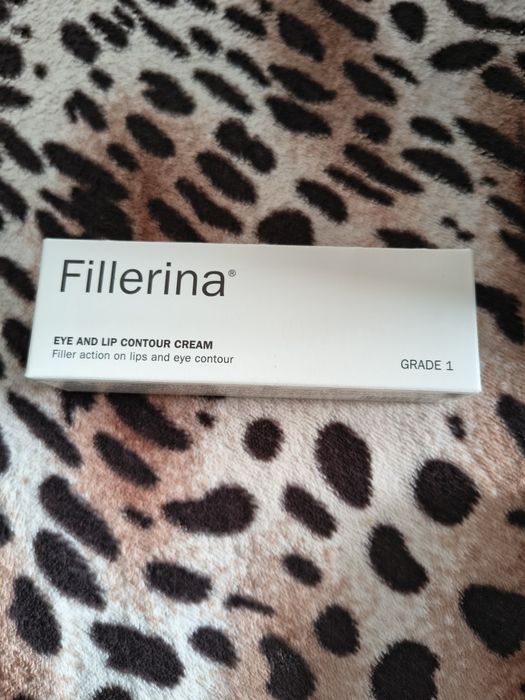 Fillerina®
EYE AND LIP CONTOUR CREAM
Filler action on lips and eye contour
GRADE 1